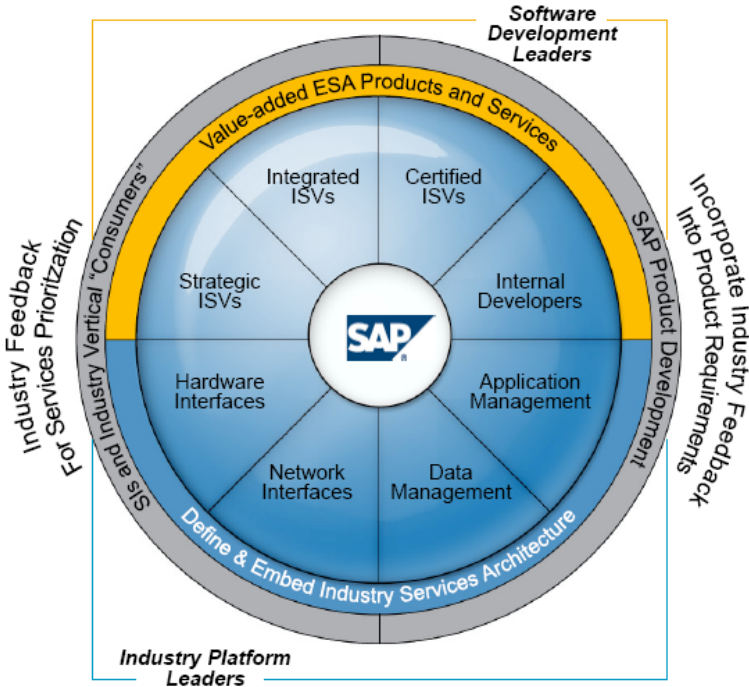 Software
Development
Leaders
Value-added ESA Products and Services
Integrated
ISVs
Certified
ISVs
Strategic
ISVs
Internal
Developers
SAP
®
Hardware
Interfaces
Application
Management
Network
Interfaces
Data
Management
Define & Embed Industry Services Architecture
SIs and Industry Vertical “Consumers”
SAP Product Development
Industry Feedback
For Services Prioritzation
Incorporate Industry Feedback
Into Product Requirements
Industry Platform
Leaders